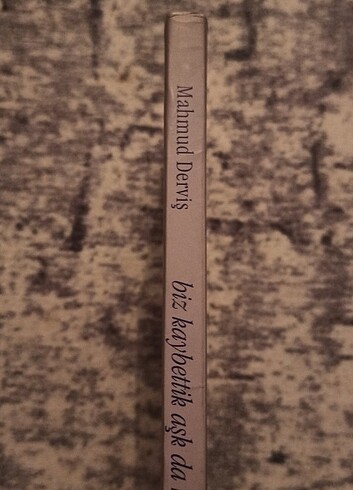 Mahmud Derviş
biz kaybettik aşk da